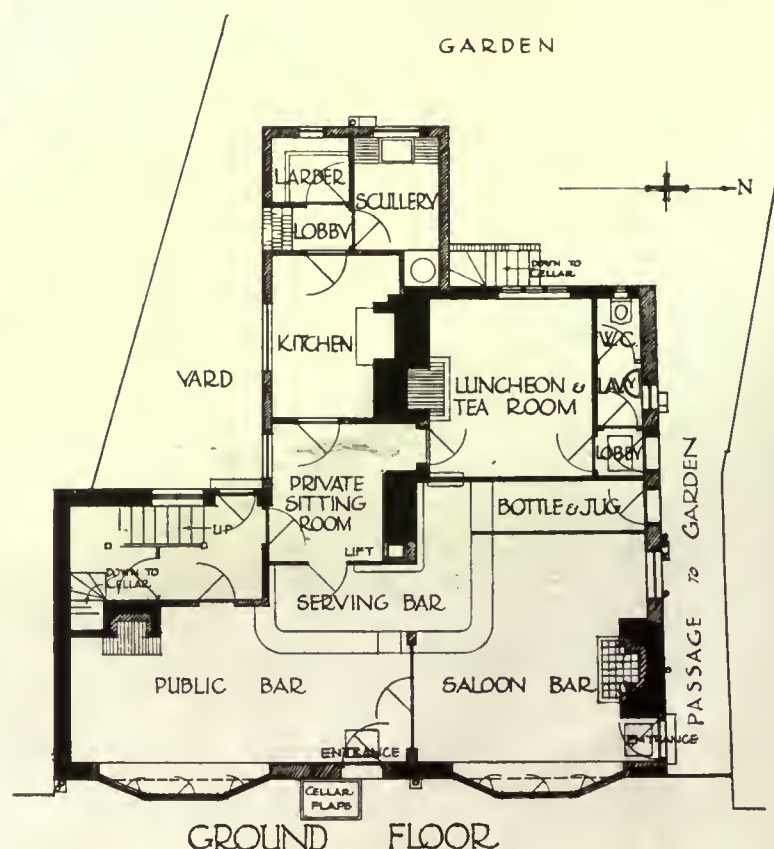 GARDEN
N
LARDER
SCULLERY
LOBBY
DOWN TO
CELLAR
KITCHEN
W.C.
YARD
LUNCHEON &
TEA ROOM
LAVY
LOBBY
PRIVATE
SITTING
ROOM
BOTTLE & JUG
UP
LIFT
DOWN TO
CELLAR
SERVING BAR
PASSAGE TO GARDEN
PUBLIC BAR
SALOON BAR
ENTRANCE
ENTRANCE
CELLAR
FLAPS
GROUND FLOOR